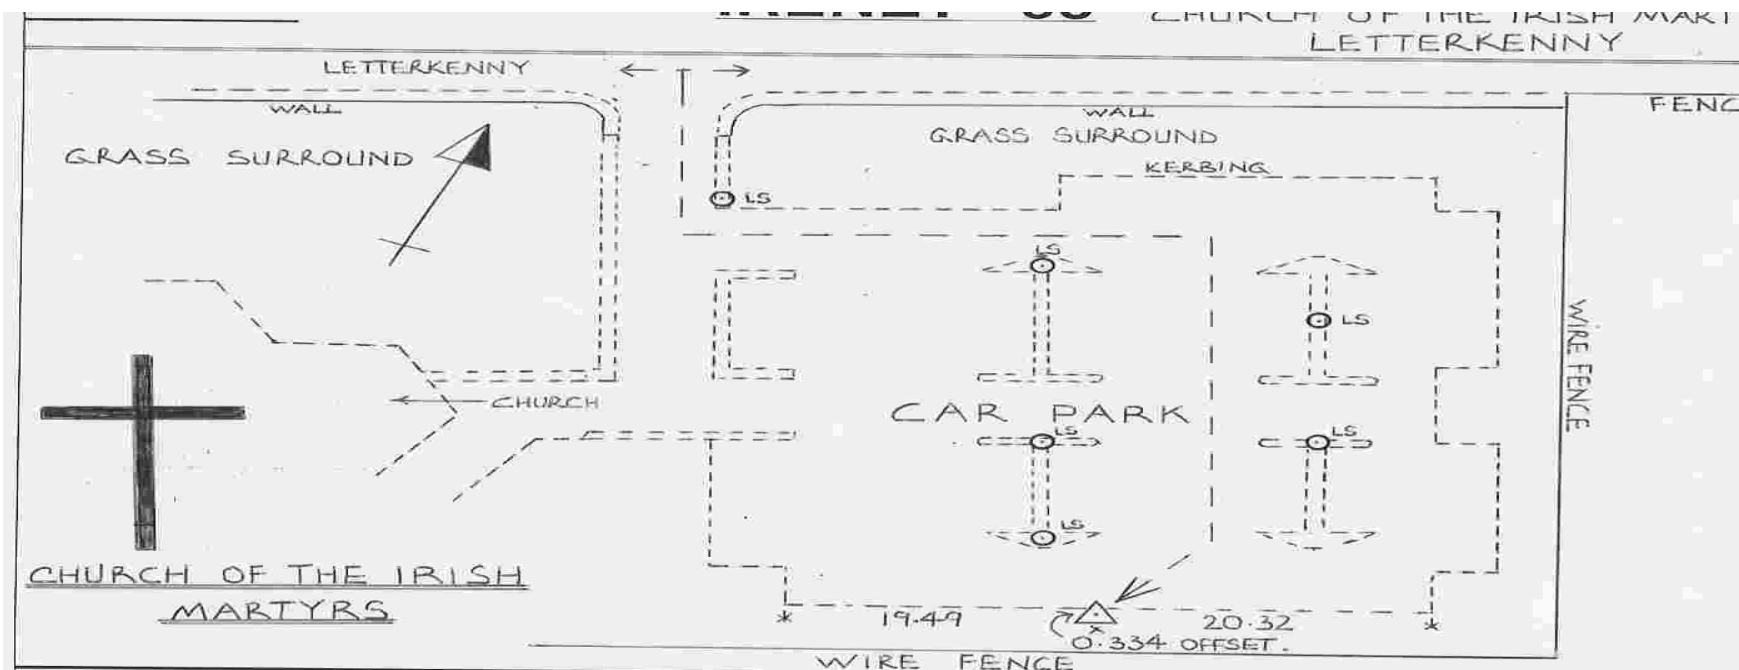 IRENET 95 CHURCH OF THE IRISH MART
LETTERKENNY
LETTERKENNY
WALL
WALL
FENC
GRASS SURROUND
GRASS SURROUND
KERBING
LS
LS
LS
WIRE FENCE
CHURCH
CAR PARK
LS
LS
LS
CHURCH OF THE IRISH
MARTYRS
19.49
20.32
0.334 OFFSET.
WIRE FENCE